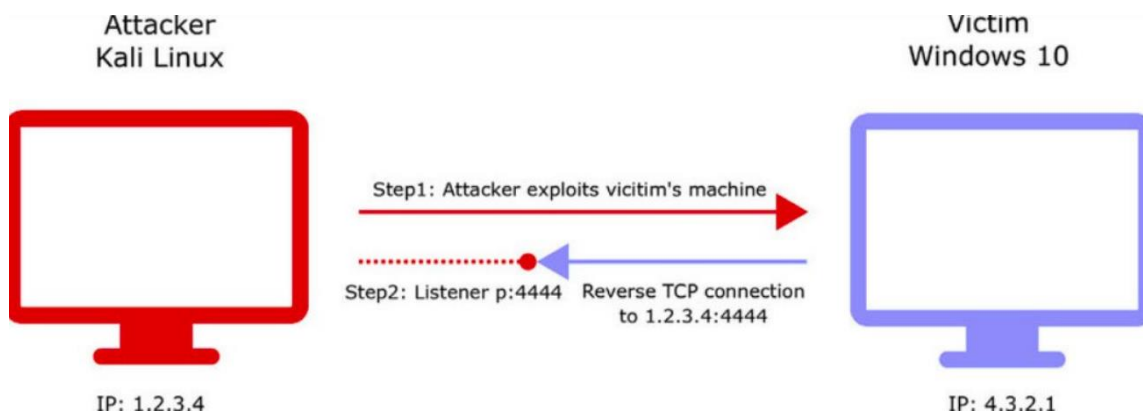 Attacker
Kali Linux
Victim
Windows 10
Step1: Attacker exploits vicitim's machine
Step2: Listener p:4444
Reverse TCP connection
to 1.2.3.4:4444
IP: 1.2.3.4
IP: 4.3.2.1